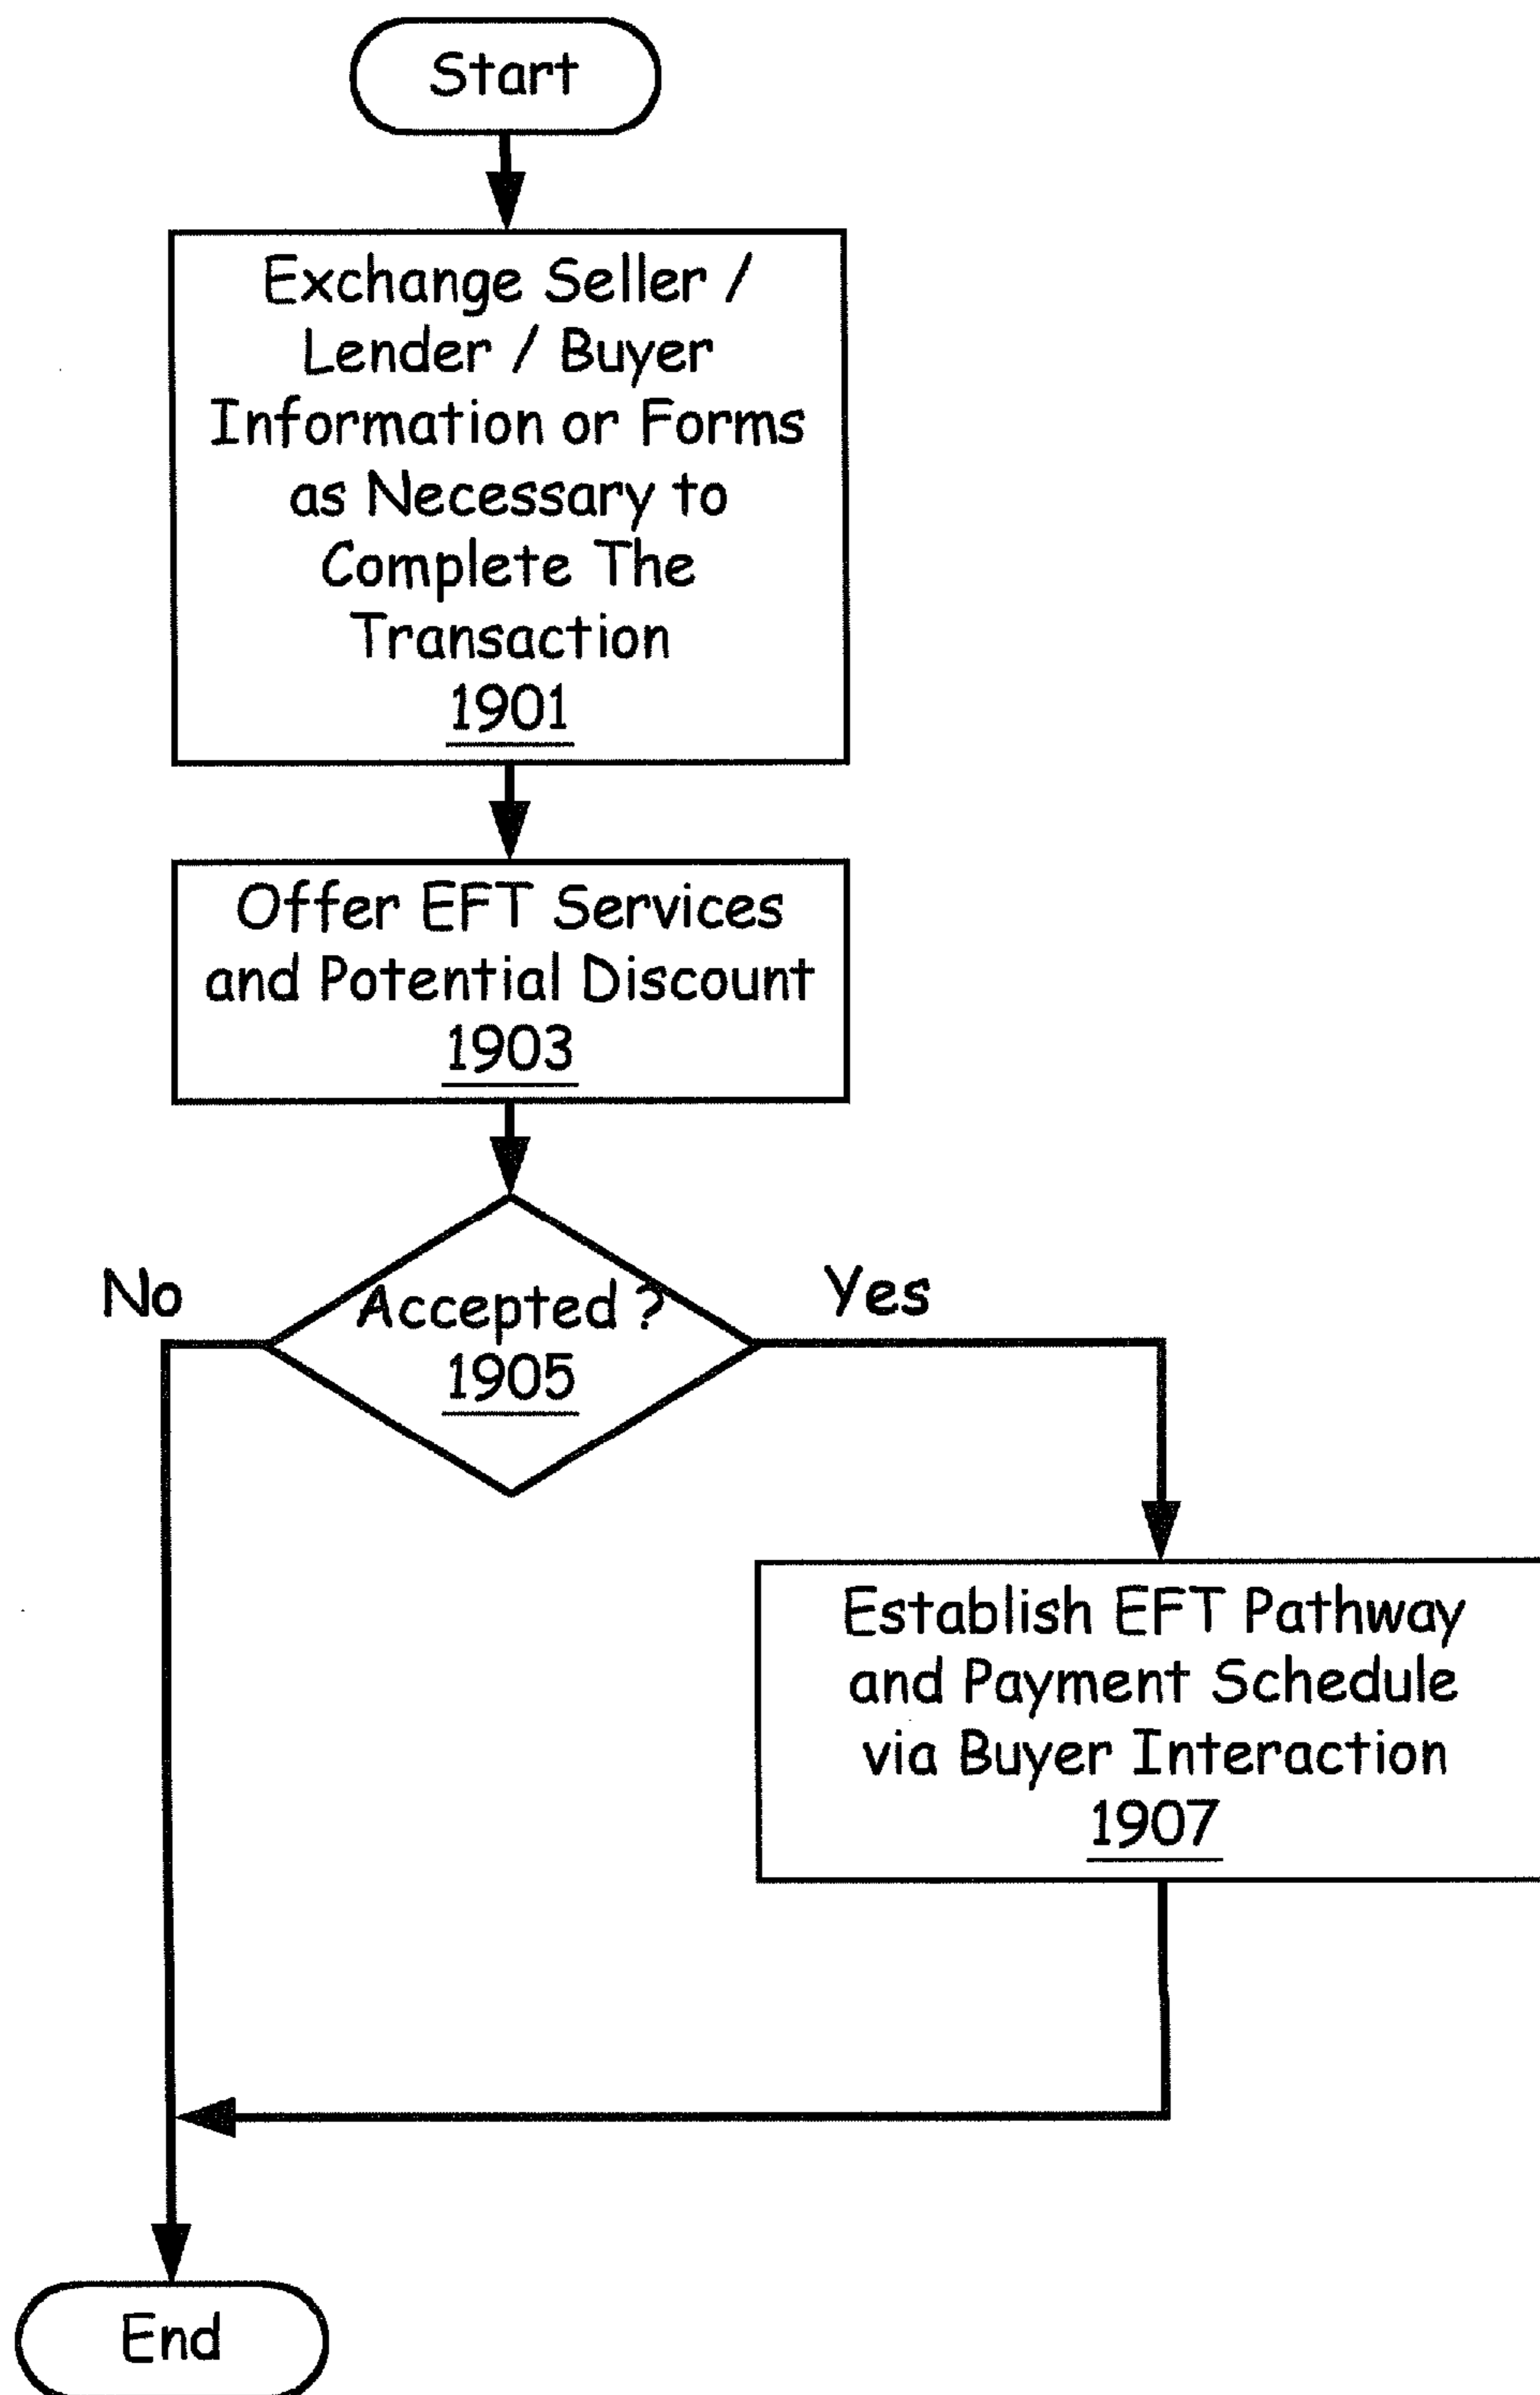 Start
Exchange Seller /
Lender / Buyer
Information or Forms
as Necessary to
Complete The
Transaction
1901
Offer EFT Services
and Potential Discount
1903
No
Accepted ?
1905
Yes
Establish EFT Pathway
and Payment Schedule
via Buyer Interaction
1907
End